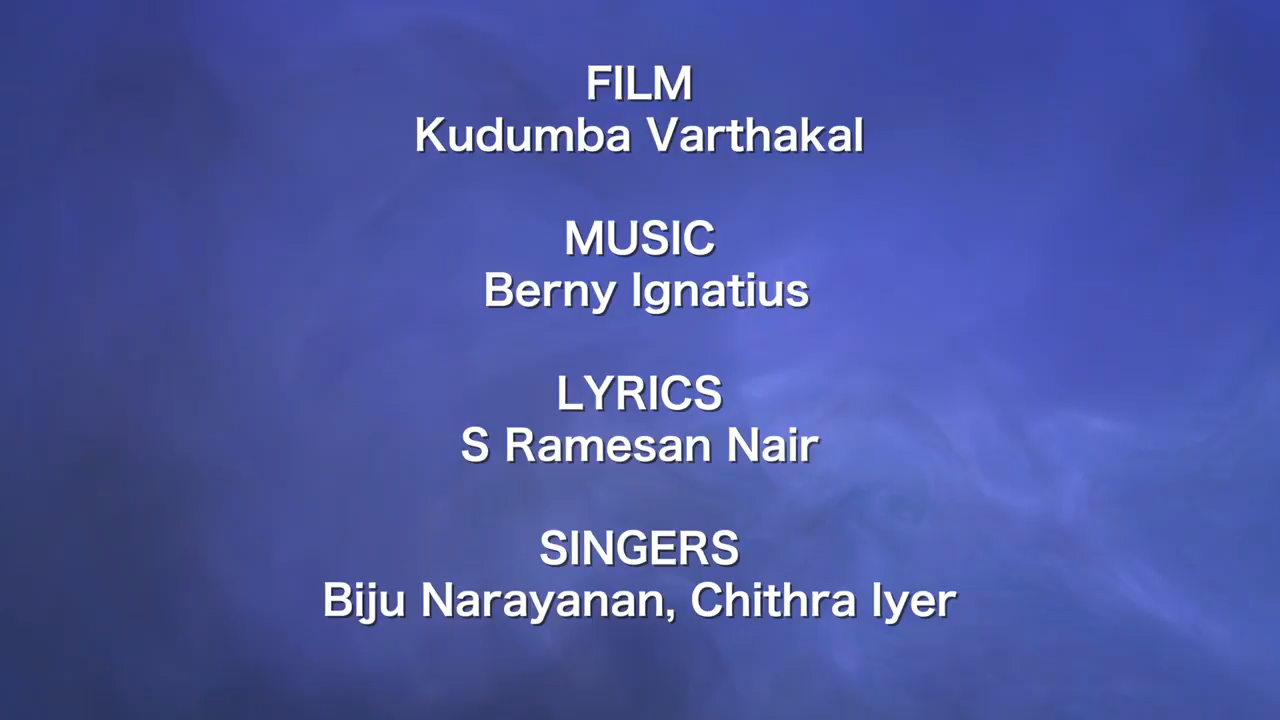 FILM
Kudumba Varthakal
MUSIC
Berny Ignatius
LYRICS
S Ramesan Nair
SINGERS
Biju Narayanan, Chithra Iyer